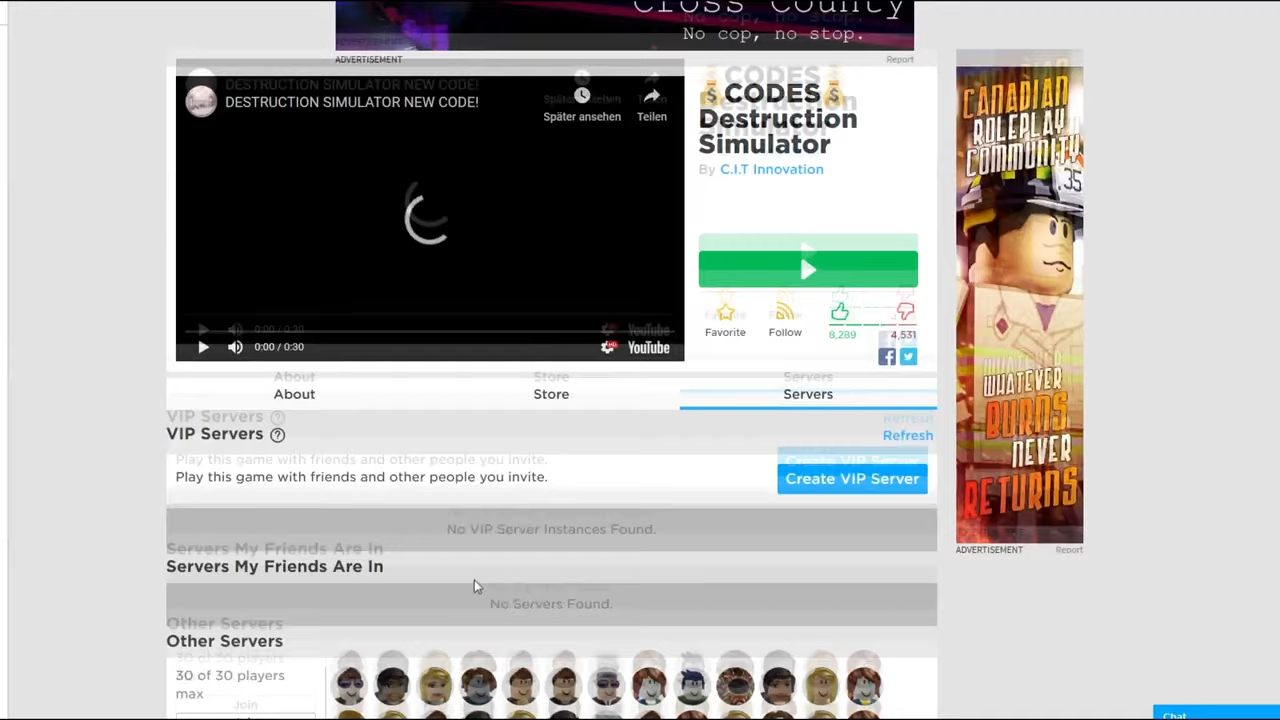 Cross County
No cop, no stop.
ADVERTISEMENT
Report
DESTRUCTION SIMULATOR NEW CODE!
Später ansehen
Teilen
0:00 / 0:30
YouTube
CODES
Destruction
Simulator
By C.I.T Innovation
Favorite
Follow
8,289
4,531
About
Store
Servers
VIP Servers
Refresh
Play this game with friends and other people you invite.
Create VIP Server
No VIP Server Instances Found.
Servers My Friends Are In
No Servers Found.
Other Servers
30 of 30 players
max
Join
CANADIAN
ROLEPLAY
COMMUNITY
35
WHATEVER
BURNS
NEVER
RETURNS
ADVERTISEMENT
Report
Chat